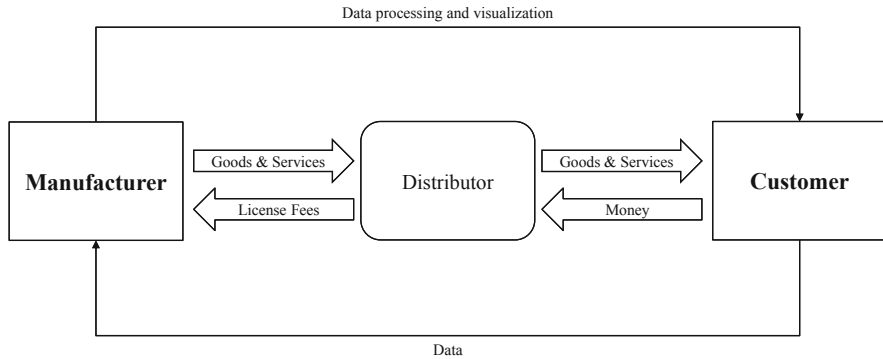 Data processing and visualization
Goods & Services
Goods & Services
Manufacturer
Distributor
Customer
License Fees
Money
Data